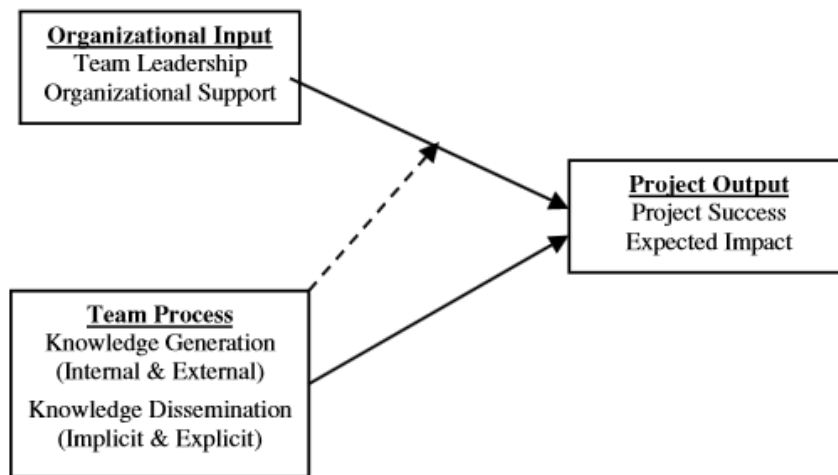 Organizational Input
Team Leadership
Organizational Support
Project Output
Project Success
Expected Impact
Team Process
Knowledge Generation
(Internal & External)
Knowledge Dissemination
(Implicit & Explicit)